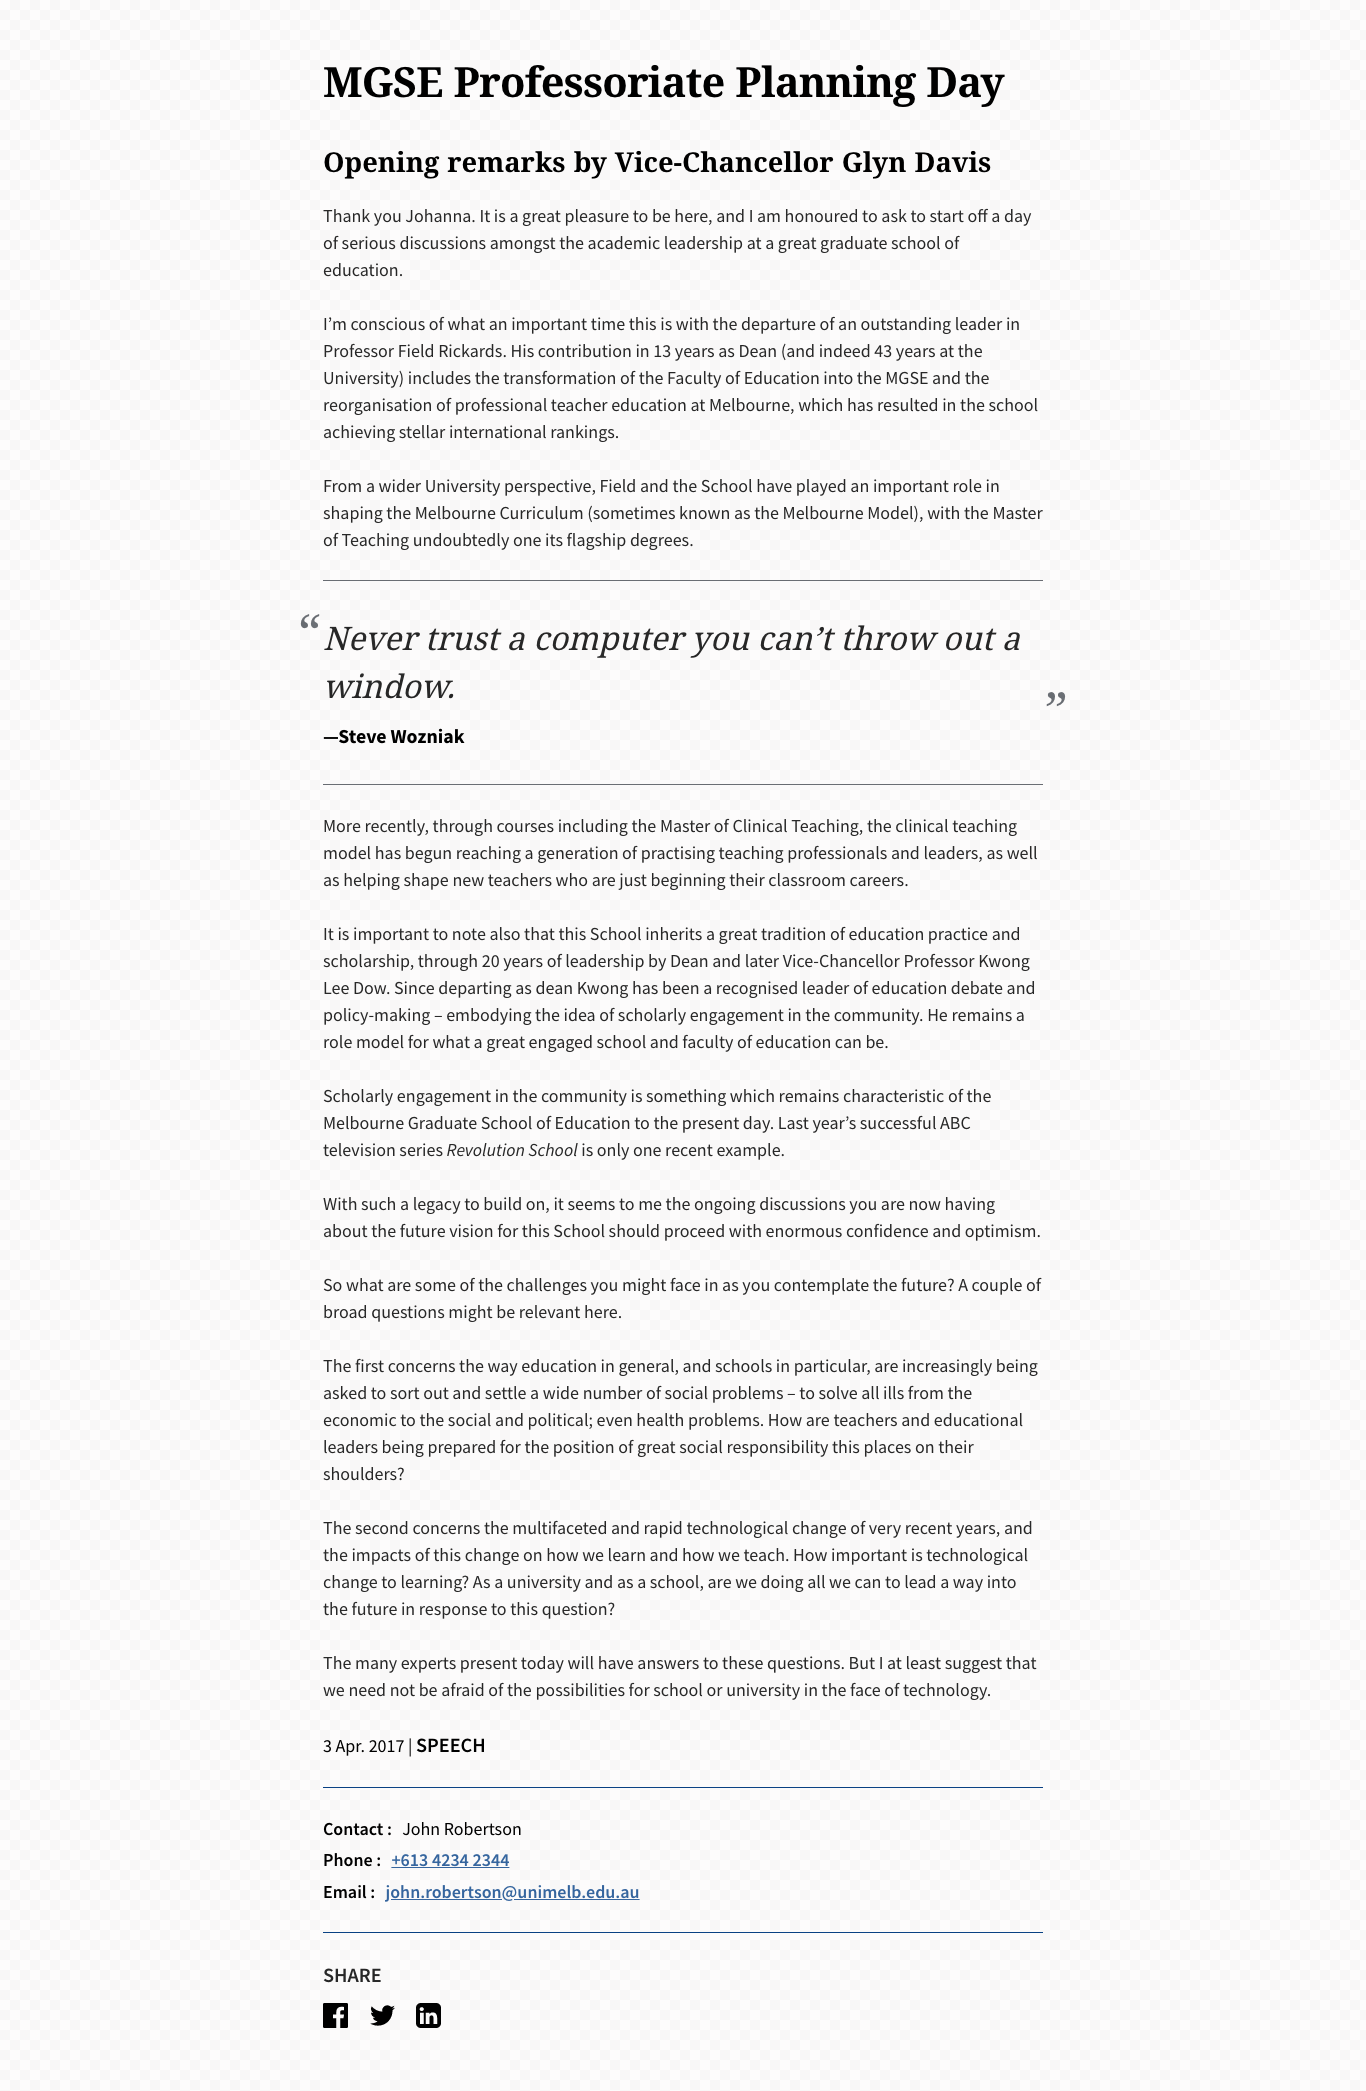 MGSE Professoriate Planning Day
Opening remarks by Vice-Chancellor Glyn Davis
Thank you Johanna. It is a great pleasure to be here, and I am honoured to ask to start off a day
of serious discussions amongst the academic leadership at a great graduate school of
education.
I’m conscious of what an important time this is with the departure of an outstanding leader in
Professor Field Rickards. His contribution in 13 years as Dean (and indeed 43 years at the
University) includes the transformation of the Faculty of Education into the MGSE and the
reorganisation of professional teacher education at Melbourne, which has resulted in the school
achieving stellar international rankings.
From a wider University perspective, Field and the School have played an important role in
shaping the Melbourne Curriculum (sometimes known as the Melbourne Model), with the Master
of Teaching undoubtedly one its flagship degrees.
“Never trust a computer you can’t throw out a
window.”
—Steve Wozniak
More recently, through courses including the Master of Clinical Teaching, the clinical teaching
model has begun reaching a generation of practising teaching professionals and leaders, as well
as helping shape new teachers who are just beginning their classroom careers.
It is important to note also that this School inherits a great tradition of education practice and
scholarship, through 20 years of leadership by Dean and later Vice-Chancellor Professor Kwong
Lee Dow. Since departing as dean Kwong has been a recognised leader of education debate and
policy-making – embodying the idea of scholarly engagement in the community. He remains a
role model for what a great engaged school and faculty of education can be.
Scholarly engagement in the community is something which remains characteristic of the
Melbourne Graduate School of Education to the present day. Last year’s successful ABC
television series Revolution School is only one recent example.
With such a legacy to build on, it seems to me the ongoing discussions you are now having
about the future vision for this School should proceed with enormous confidence and optimism.
So what are some of the challenges you might face in as you contemplate the future? A couple of
broad questions might be relevant here.
The first concerns the way education in general, and schools in particular, are increasingly being
asked to sort out and settle a wide number of social problems – to solve all ills from the
economic to the social and political; even health problems. How are teachers and educational
leaders being prepared for the position of great social responsibility this places on their
shoulders?
The second concerns the multifaceted and rapid technological change of very recent years, and
the impacts of this change on how we learn and how we teach. How important is technological
change to learning? As a university and as a school, are we doing all we can to lead a way into
the future in response to this question?
The many experts present today will have answers to these questions. But I at least suggest that
we need not be afraid of the possibilities for school or university in the face of technology.
3 Apr. 2017 | SPEECH
Contact : John Robertson
Phone : +613 4234 2344
Email : john.robertson@unimelb.edu.au
SHARE